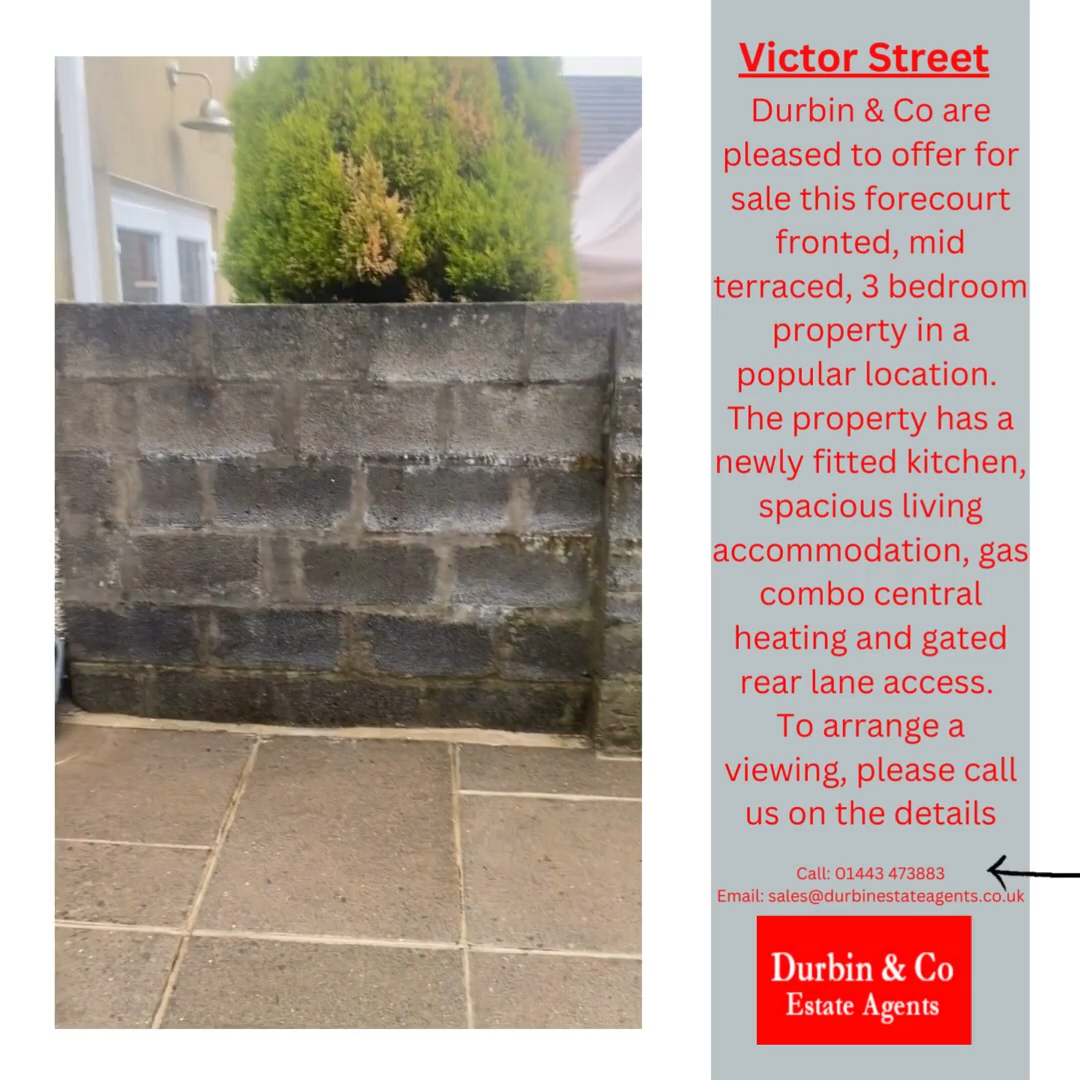 Victor Street
Durbin & Co are
pleased to offer for
sale this forecourt
fronted, mid
terraced, 3 bedroom
property in a
popular location.
The property has a
newly fitted kitchen,
spacious living
accommodation, gas
combo central
heating and gated
rear lane access.
To arrange a
viewing, please call
us on the details
Call: 01443 473883
Email: sales@durbinestateagents.co.uk
Durbin & Co
Estate Agents